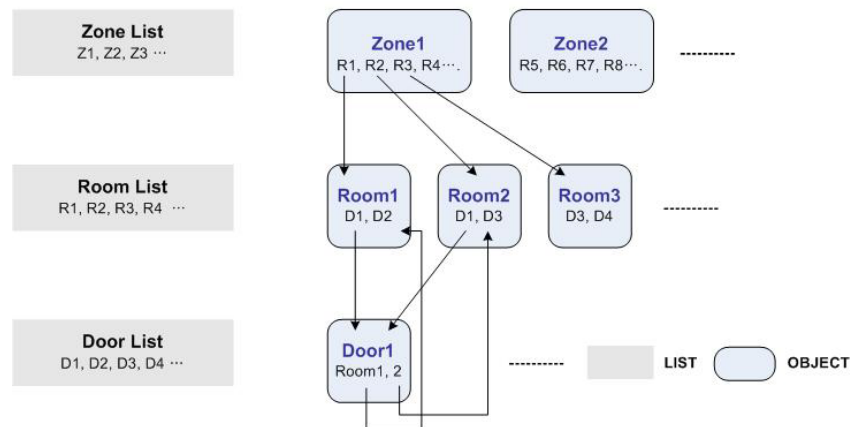 Zone List
Z1, Z2, Z3 ···
Zone1
R1, R2, R3, R4···.
Zone2
R5, R6, R7, R8···.
Room List
R1, R2, R3, R4 ···
Room1
D1, D2
Room2
D1, D3
Room3
D3, D4
Door List
D1, D2, D3, D4 ···
Door1
Room1, 2
LIST
OBJECT